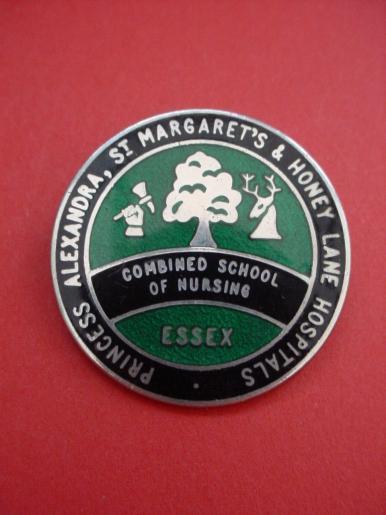 PRINCESS ALEXANDRA, ST MARGARET'S & HONEY LANE HOSPITALS
COMBINED SCHOOL
OF NURSING
ESSEX